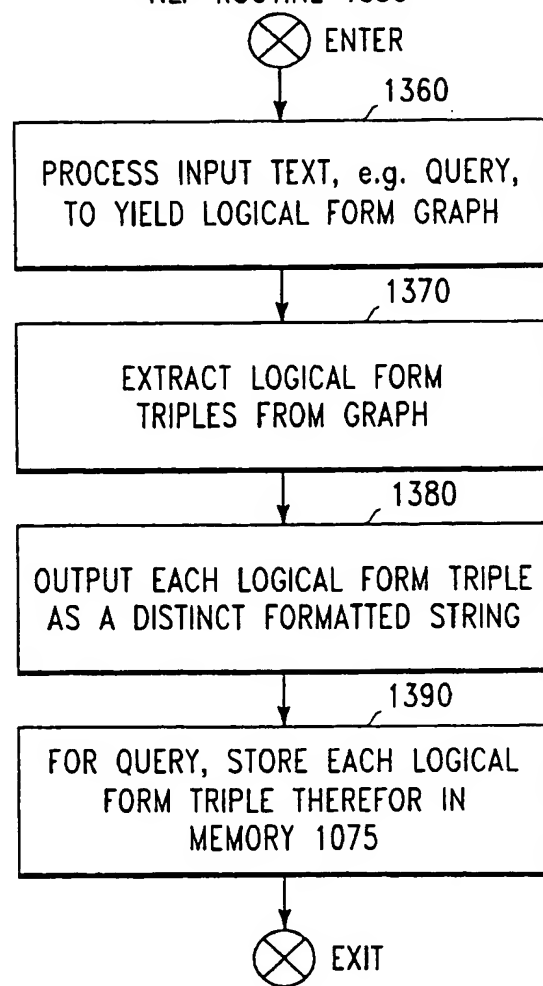 ENTER
1360
PROCESS INPUT TEXT, e.g. QUERY,
TO YIELD LOGICAL FORM GRAPH
1370
EXTRACT LOGICAL FORM
TRIPLES FROM GRAPH
1380
OUTPUT EACH LOGICAL FORM TRIPLE
AS A DISTINCT FORMATTED STRING
1390
FOR QUERY, STORE EACH LOGICAL
FORM TRIPLE THEREFOR IN
MEMORY 1075
EXIT